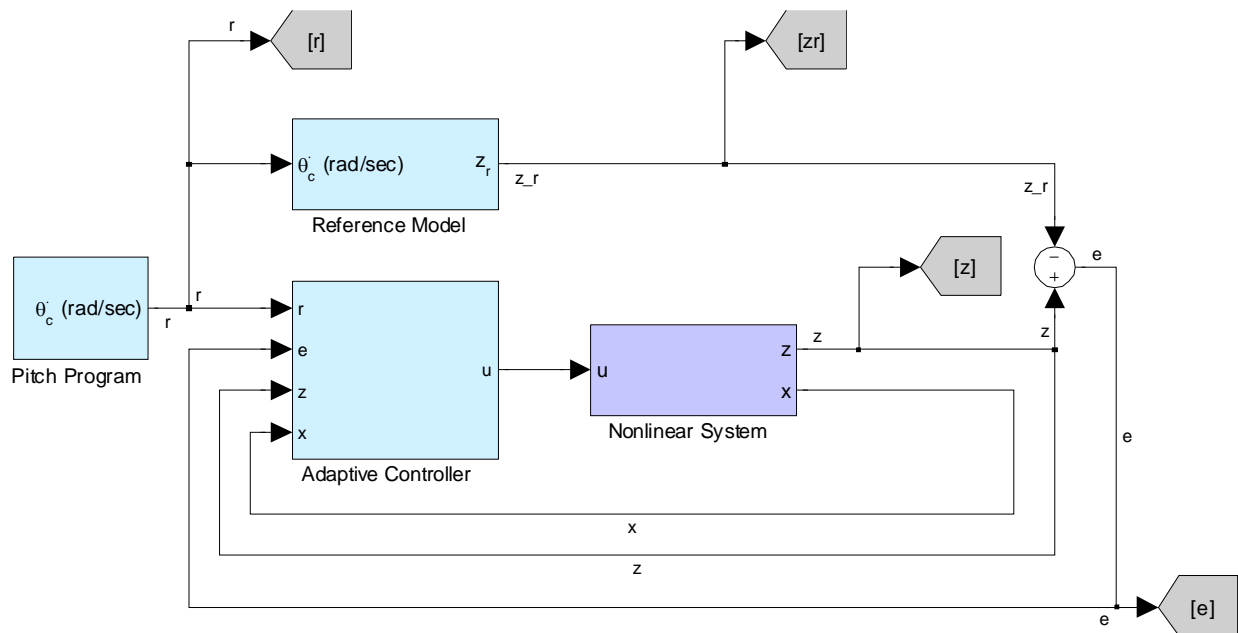 r
[r]
[zr]
θ̇c (rad/sec)
zr
z_r
z_r
Reference Model
[z]
−
e
+
θ̇c (rad/sec)
r
r
r
z
z
z
e
u
u
z
x
x
Pitch Program
Nonlinear System
Adaptive Controller
e
x
z
e
[e]